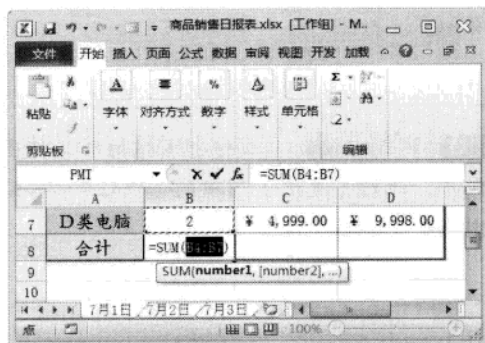 商品销售日报表.xlsx [工作组] - M..
文件 开始 插入 页面 公式 数据 审阅 视图 开发 加载
粘贴 字体 对齐方式 数字 样式 单元格
剪贴板 编辑
PMT =SUM(B4:B7)
A B C D
7 D类电脑 2 ¥ 4,999.00 ¥ 9,998.00
8 合计 =SUM(B4:B7)
9 SUM(number1, [number2], ...)
10
7月1日 7月2日 7月3日
点 100%